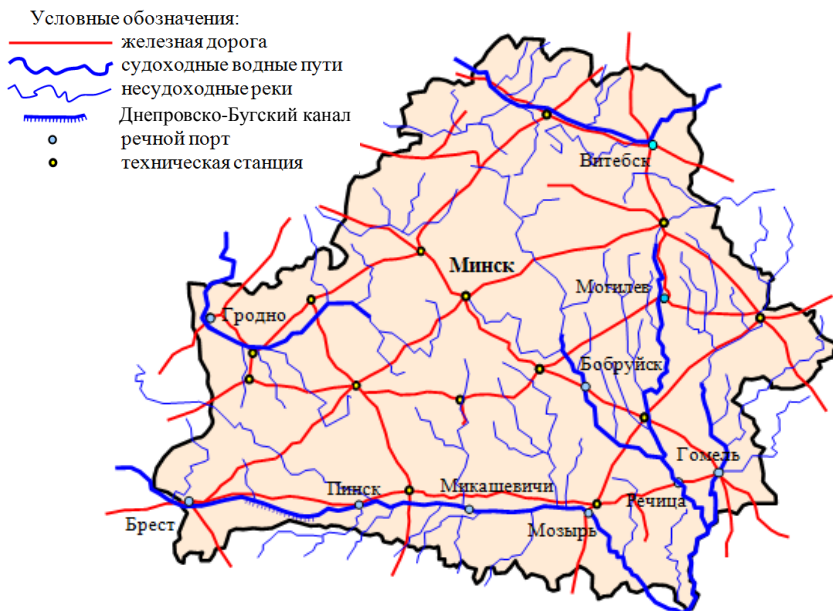 Условные обозначения:
железная дорога
судоходные водные пути
несудоходные реки
Днепровско-Бугский канал
речной порт
техническая станция
Витебск
Минск
Могилев
Гродно
Бобруйск
Гомель
Пинск
Микашевичи
Речица
Брест
Мозырь